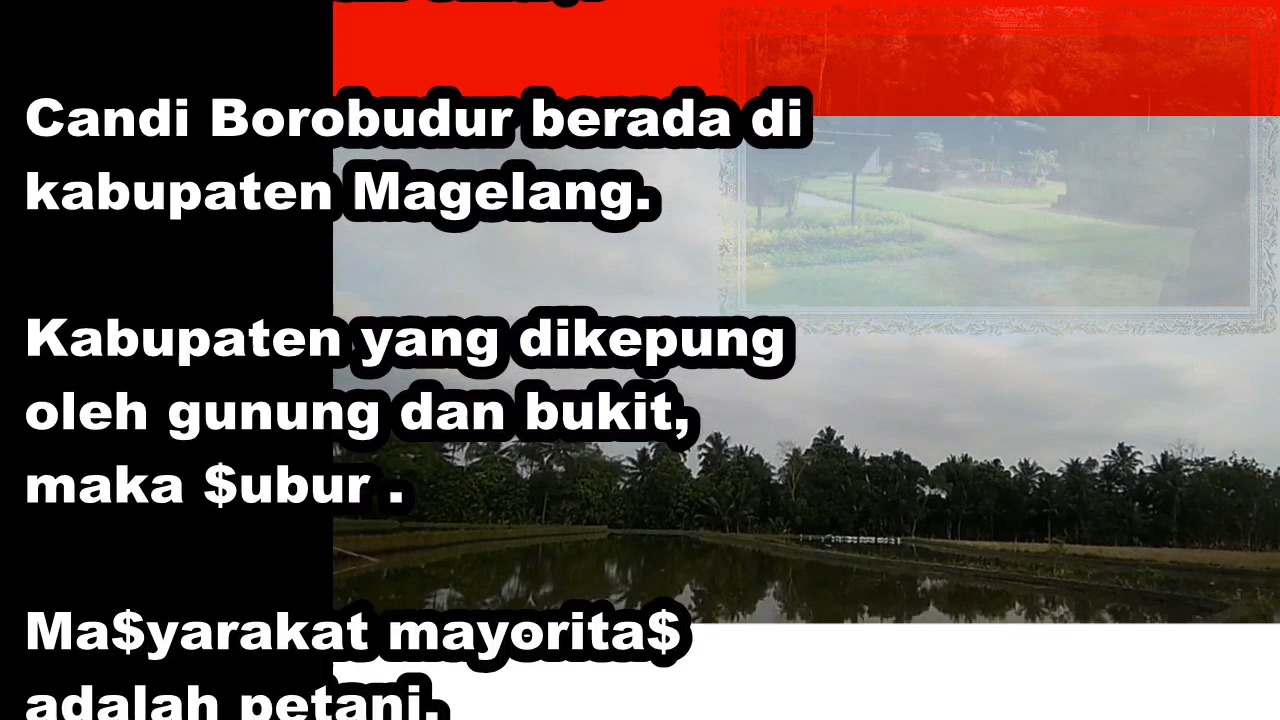 Candi Borobudur berada di
kabupaten Magelang.
Kabupaten yang dikepung
oleh gunung dan bukit,
maka $ubur .
Ma$yarakat mayorita$
adalah petani.